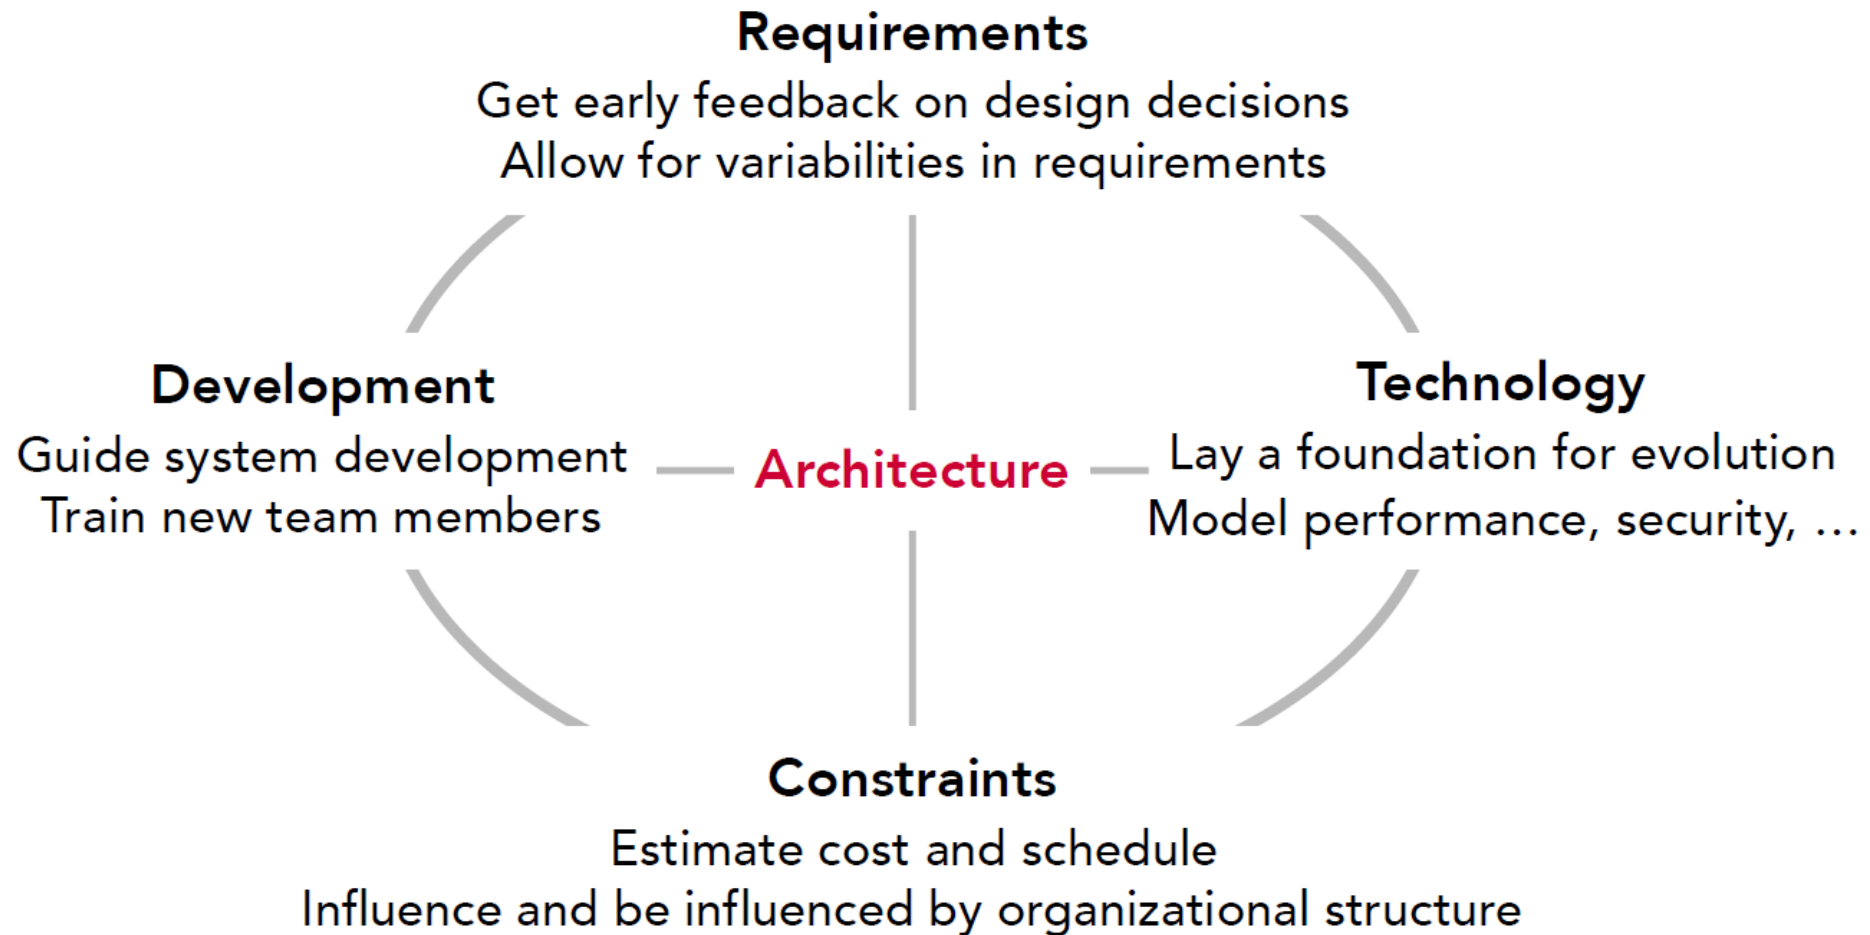 Requirements
Get early feedback on design decisions
Allow for variabilities in requirements
Development
Guide system development
Train new team members
Architecture
Technology
Lay a foundation for evolution
Model performance, security, …
Constraints
Estimate cost and schedule
Influence and be influenced by organizational structure